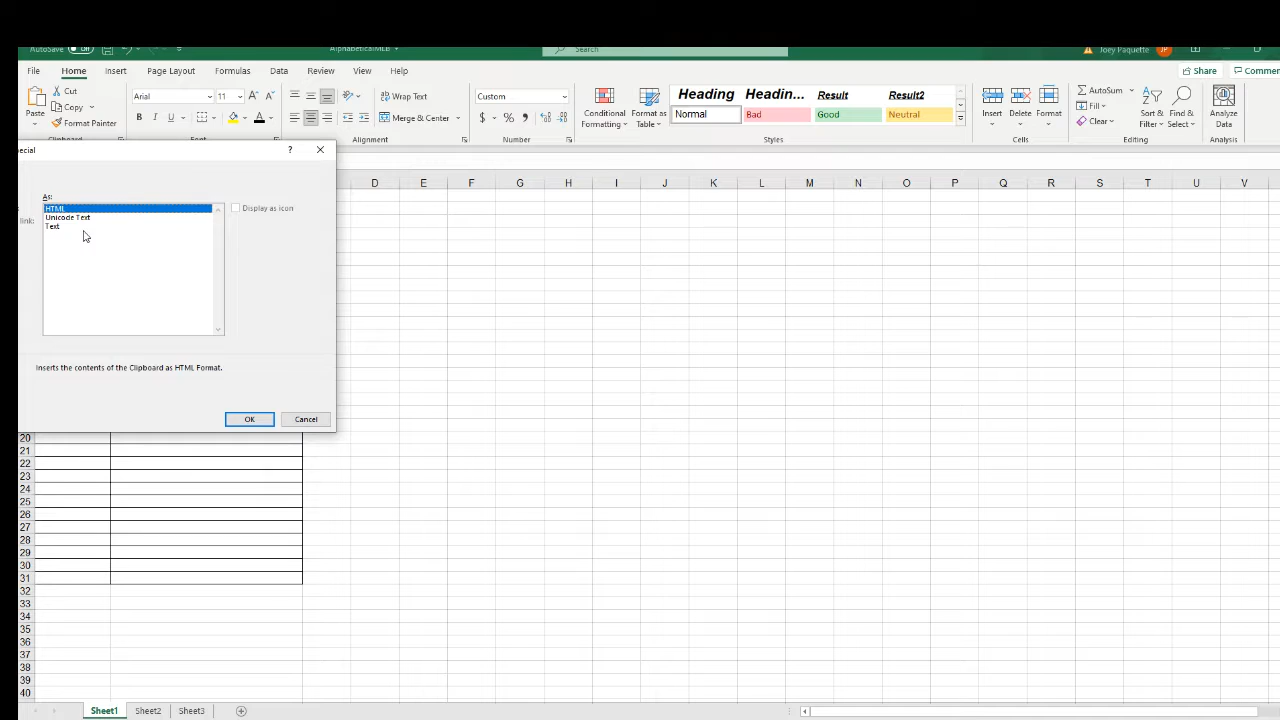 AutoSave Off AlphabeticalMLB Search Joey Paquette JP
File Home Insert Page Layout Formulas Data Review View Help Share Commen
Paste Cut Copy Format Painter Clipboard
Arial 11 B
Wrap Text Merge & Center Alignment
Custom $ % Number
Conditional Formatting Format as Table
Heading Headin... Result Result2
Normal Bad Good Neutral
Styles
Insert Delete Format Cells
AutoSum Fill Clear Sort & Filter Find & Select Editing
Analyze Data
ecial ? 
As:
HTML
Unicode Text
Text
link:
Display as icon
Inserts the contents of the Clipboard as HTML Format.
OK Cancel
D E F G H I J K L M N O P Q R S T U V
20
21
22
23
24
25
26
27
28
29
30
31
32
33
34
35
36
37
38
39
40
Sheet1 Sheet2 Sheet3